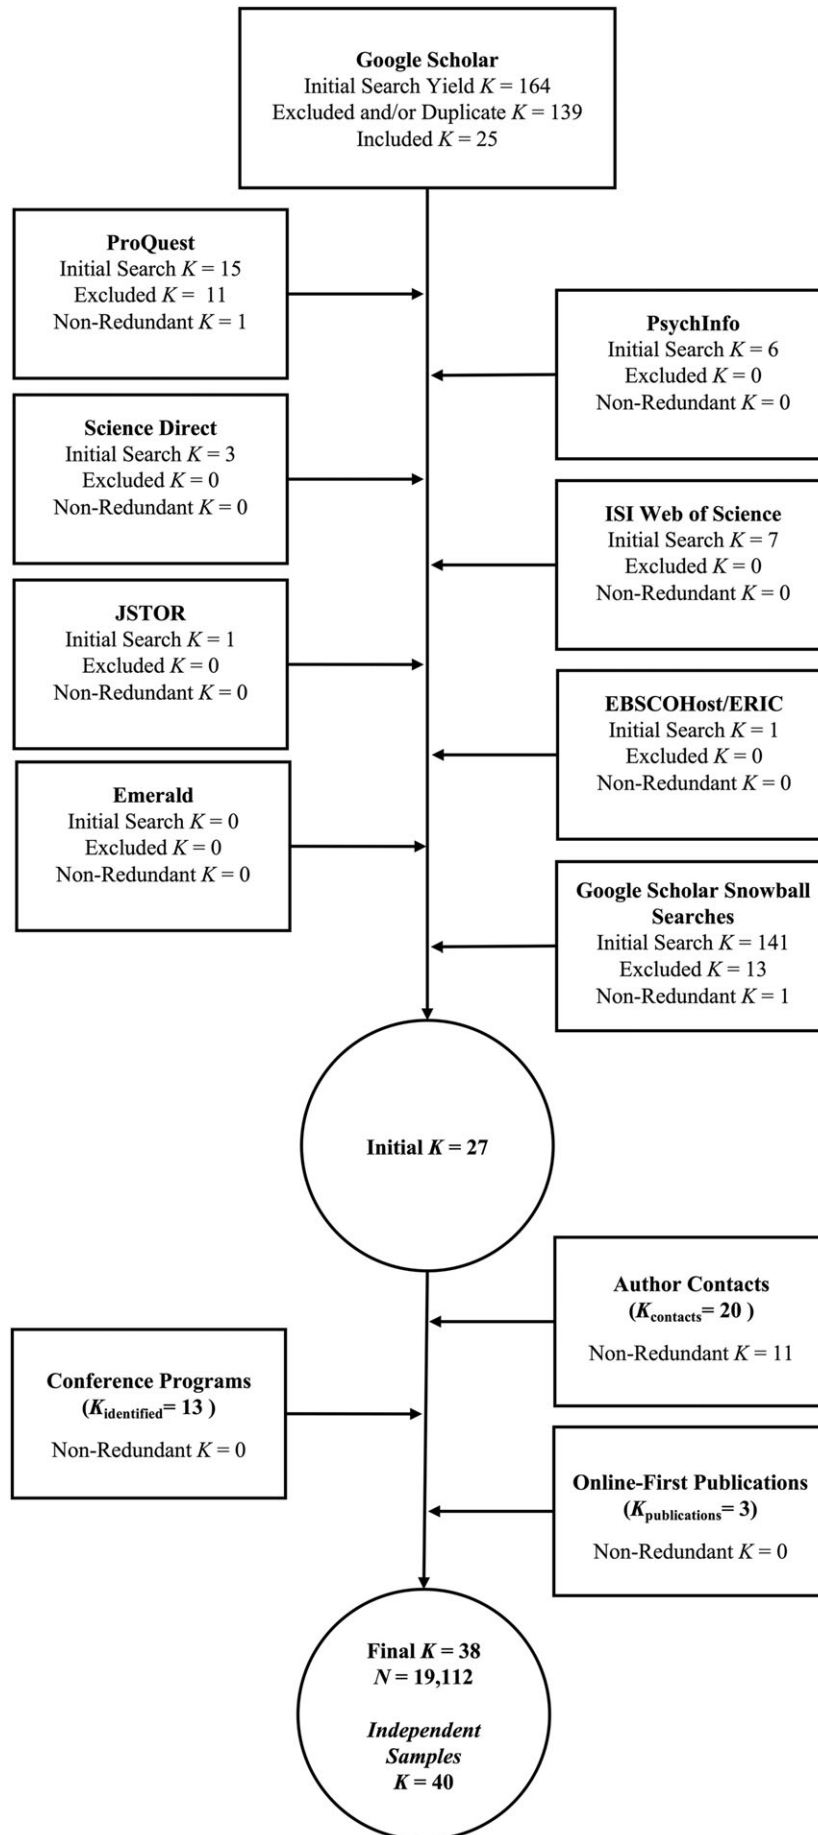 Google Scholar
Initial Search Yield K = 164
Excluded and/or Duplicate K = 139
Included K = 25
ProQuest
Initial Search K = 15
Excluded K = 11
Non-Redundant K = 1
PsychInfo
Initial Search K = 6
Excluded K = 0
Non-Redundant K = 0
Science Direct
Initial Search K = 3
Excluded K = 0
Non-Redundant K = 0
ISI Web of Science
Initial Search K = 7
Excluded K = 0
Non-Redundant K = 0
JSTOR
Initial Search K = 1
Excluded K = 0
Non-Redundant K = 0
EBSCOHost/ERIC
Initial Search K = 1
Excluded K = 0
Non-Redundant K = 0
Emerald
Initial Search K = 0
Excluded K = 0
Non-Redundant K = 0
Google Scholar Snowball
Searches
Initial Search K = 141
Excluded K = 13
Non-Redundant K = 1
Initial K = 27
Author Contacts
(Kcontacts= 20 )
Non-Redundant K = 11
Conference Programs
(Kidentified= 13 )
Non-Redundant K = 0
Online-First Publications
(Kpublications= 3)
Non-Redundant K = 0
Final K = 38
N = 19,112
Independent
Samples
K = 40